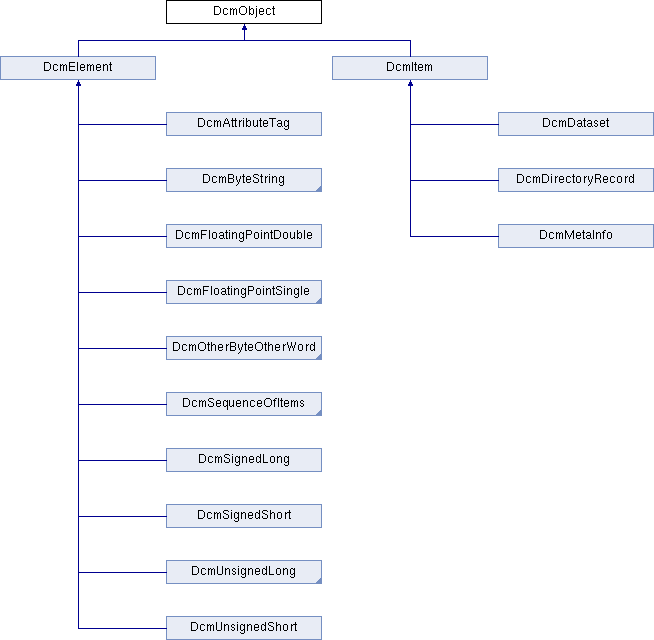 DcmObject
DcmElement
DcmItem
DcmAttributeTag
DcmDataset
DcmByteString
DcmDirectoryRecord
DcmFloatingPointDouble
DcmMetaInfo
DcmFloatingPointSingle
DcmOtherByteOtherWord
DcmSequenceOfItems
DcmSignedLong
DcmSignedShort
DcmUnsignedLong
DcmUnsignedShort